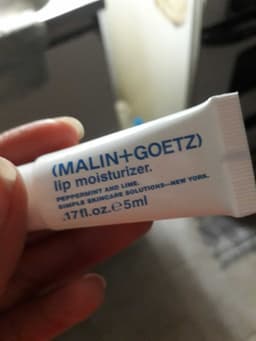 (MALIN+GOETZ)
lip moisturizer.
PEPPERMINT AND LIME.
SIMPLE SKINCARE SOLUTIONS—NEW YORK.
.17fl.oz.℮5ml